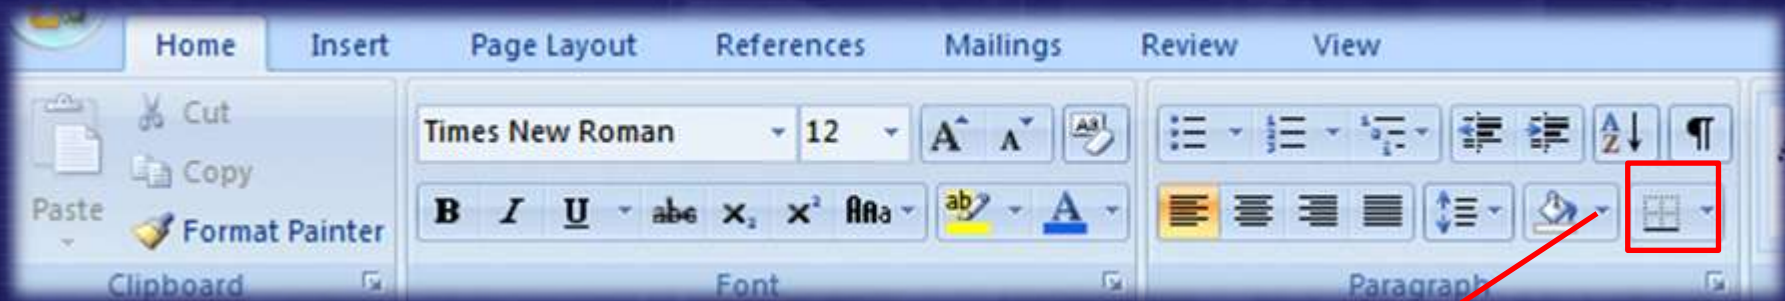 Home Insert Page Layout References Mailings Review View
Cut
Copy
Paste
Format Painter
Clipboard
Times New Roman 12
Font
Paragraph